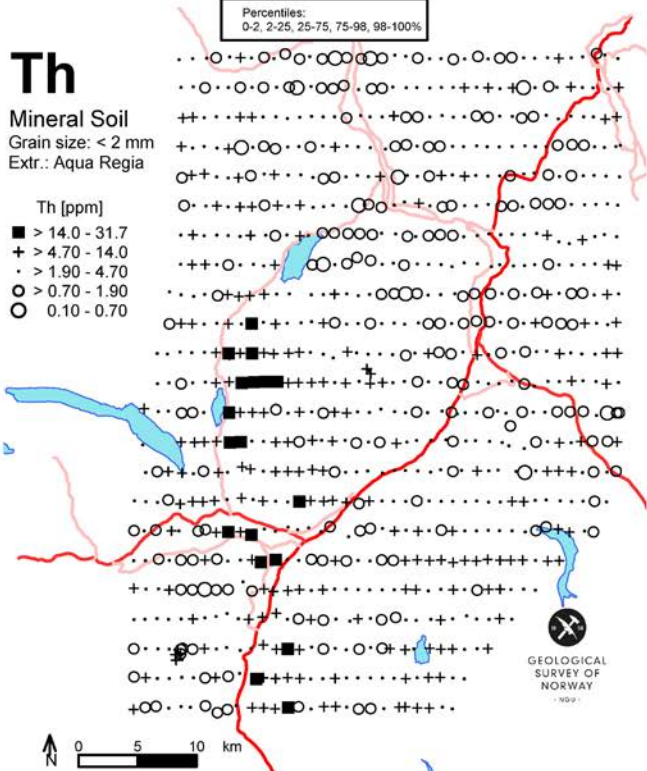 Percentiles:
0-2, 2-25, 25-75, 75-98, 98-100%
Th
Mineral Soil
Grain size: < 2 mm
Extr.: Aqua Regia
Th [ppm]
> 14.0 - 31.7
> 4.70 - 14.0
> 1.90 - 4.70
> 0.70 - 1.90
0.10 - 0.70
GEOLOGICAL
SURVEY OF
NORWAY
- NGU -
N
0 5 10 km